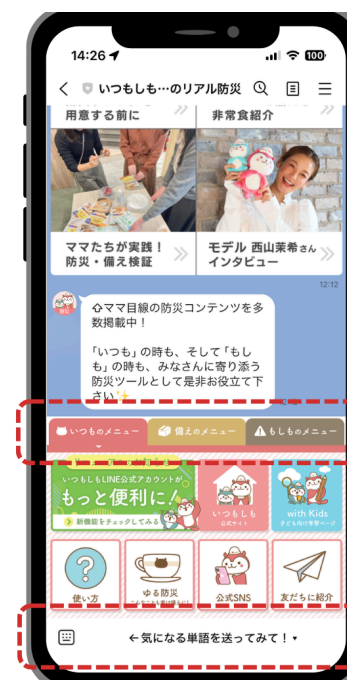 14:26
100
いつもしも…のリアル防災
用意する前に
非常食紹介
ママたちが実践！
防災・備え検証
モデル 西山茉希さん
インタビュー
12:12
⌂ママ目線の防災コンテンツを多
数掲載中！
「いつも」の時も、そして「もし
も」の時も、みなさんに寄り添う
防災ツールとして是非お役立て下
さい✨
いつものメニュー
備えのメニュー
もしものメニュー
いつもしもLINE公式アカウントが
もっと便利に！
新機能をチェックしてみる
いつもしも
公式サイト
with Kids
子ども向け学習ページ
使い方
ゆる防災
公式SNS
友だちに紹介
←気になる単語を送ってみて！▾